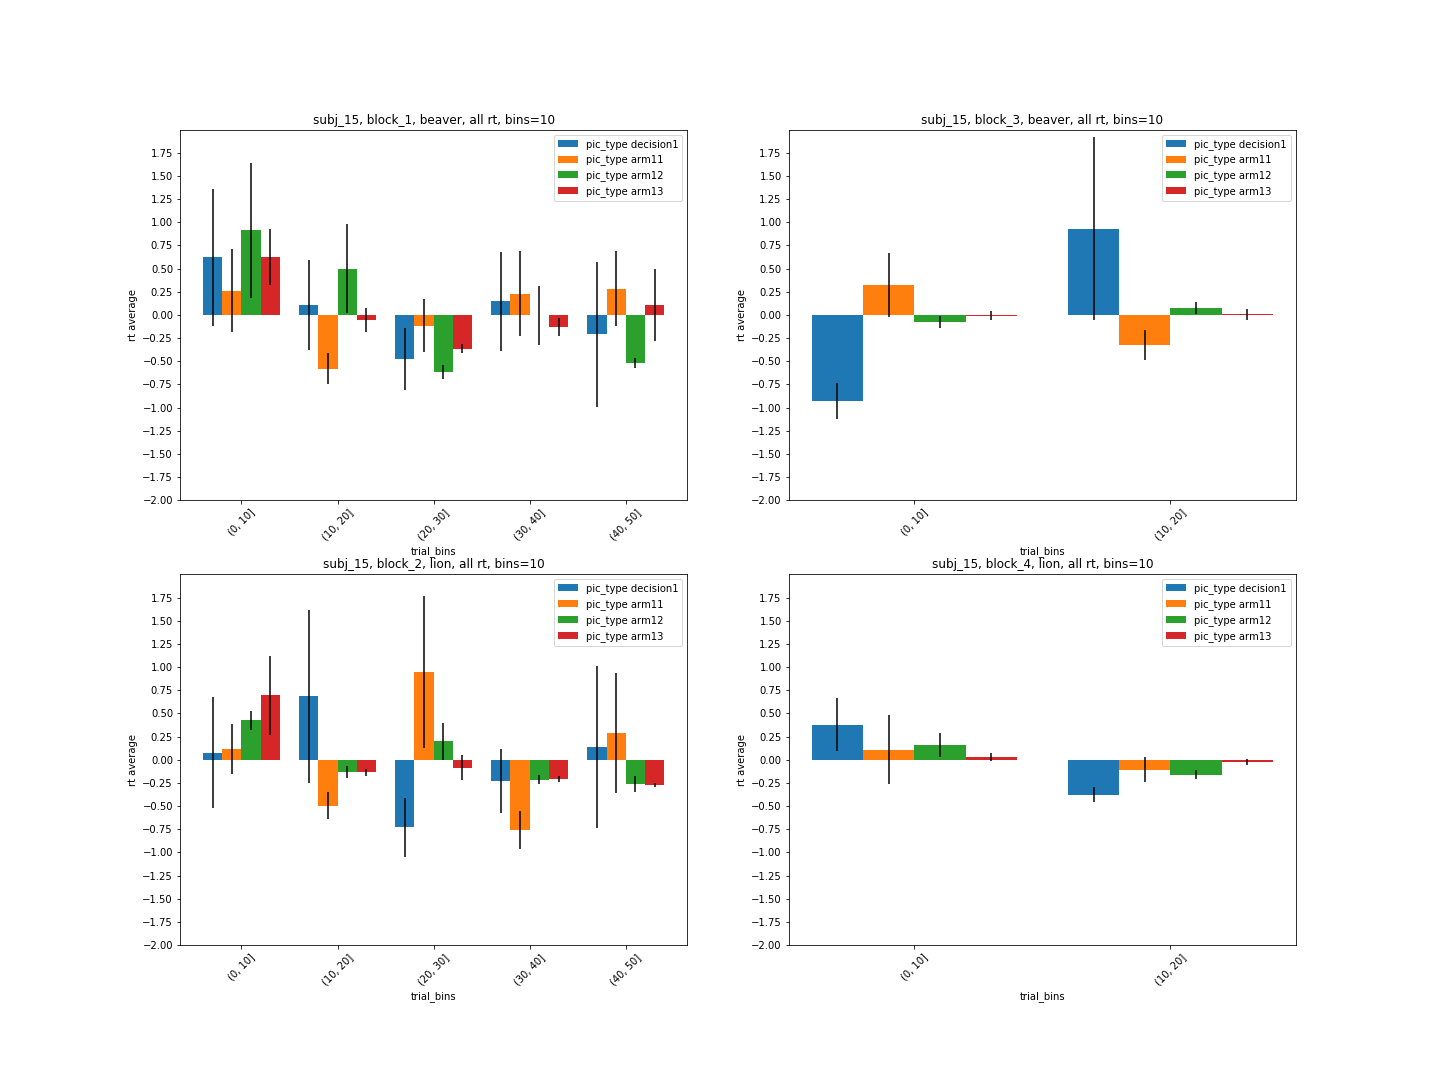 subj_15, block_1, beaver, all rt, bins=10
pic_type decision1
pic_type arm11
pic_type arm12
pic_type arm13
1.75
1.50
1.25
1.00
0.75
0.50
0.25
0.00
−0.25
−0.50
−0.75
−1.00
−1.25
−1.50
−1.75
−2.00
rt average
(0, 10]
(10, 20]
(20, 30]
(30, 40]
(40, 50]
trial_bins
subj_15, block_3, beaver, all rt, bins=10
pic_type decision1
pic_type arm11
pic_type arm12
pic_type arm13
1.75
1.50
1.25
1.00
0.75
0.50
0.25
0.00
−0.25
−0.50
−0.75
−1.00
−1.25
−1.50
−1.75
−2.00
rt average
(0, 10]
(10, 20]
trial_bins
subj_15, block_2, lion, all rt, bins=10
pic_type decision1
pic_type arm11
pic_type arm12
pic_type arm13
1.75
1.50
1.25
1.00
0.75
0.50
0.25
0.00
−0.25
−0.50
−0.75
−1.00
−1.25
−1.50
−1.75
−2.00
rt average
(0, 10]
(10, 20]
(20, 30]
(30, 40]
(40, 50]
trial_bins
subj_15, block_4, lion, all rt, bins=10
pic_type decision1
pic_type arm11
pic_type arm12
pic_type arm13
1.75
1.50
1.25
1.00
0.75
0.50
0.25
0.00
−0.25
−0.50
−0.75
−1.00
−1.25
−1.50
−1.75
−2.00
rt average
(0, 10]
(10, 20]
trial_bins